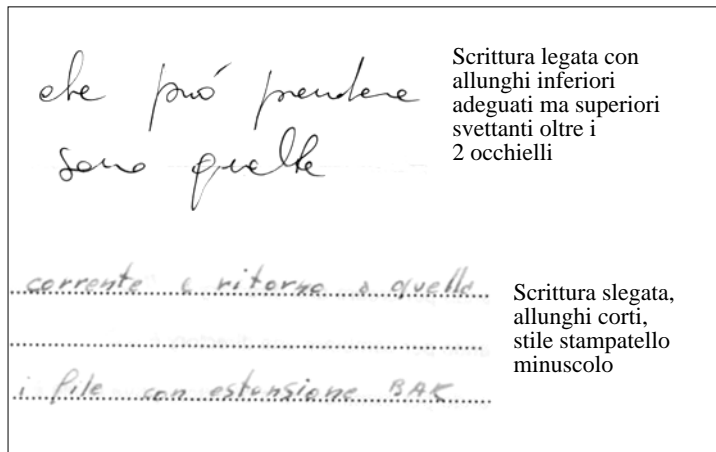 che può prendere
sono quelle
Scrittura legata con
allunghi inferiori
adeguati ma superiori
svettanti oltre i
2 occhielli
corrente e ritorno a quella
i file con estensione BAK
Scrittura slegata,
allunghi corti,
stile stampatello
minuscolo